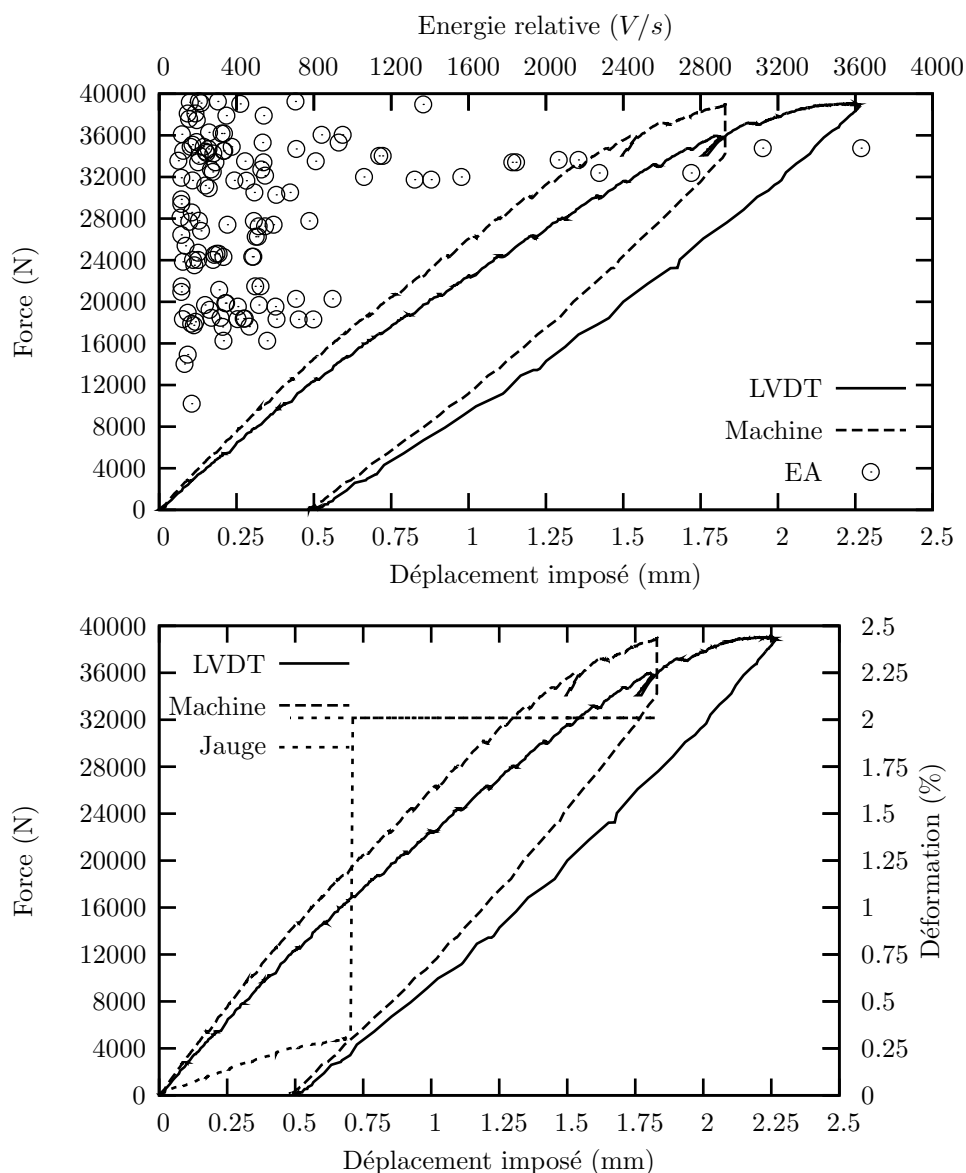 Energie relative (V/s)
0 400 800 1200 1600 2000 2400 2800 3200 3600 4000
40000
36000
32000
28000
24000
20000
16000
12000
8000
4000
0
Force (N)
LVDT
Machine
EA
0 0.25 0.5 0.75 1 1.25 1.5 1.75 2 2.25 2.5
Déplacement imposé (mm)
40000
36000
32000
28000
24000
20000
16000
12000
8000
4000
0
Force (N)
LVDT
Machine
Jauge
2.5
2.25
2
1.75
1.5
1.25
1
0.75
0.5
0.25
0
Déformation (%)
0 0.25 0.5 0.75 1 1.25 1.5 1.75 2 2.25 2.5
Déplacement imposé (mm)